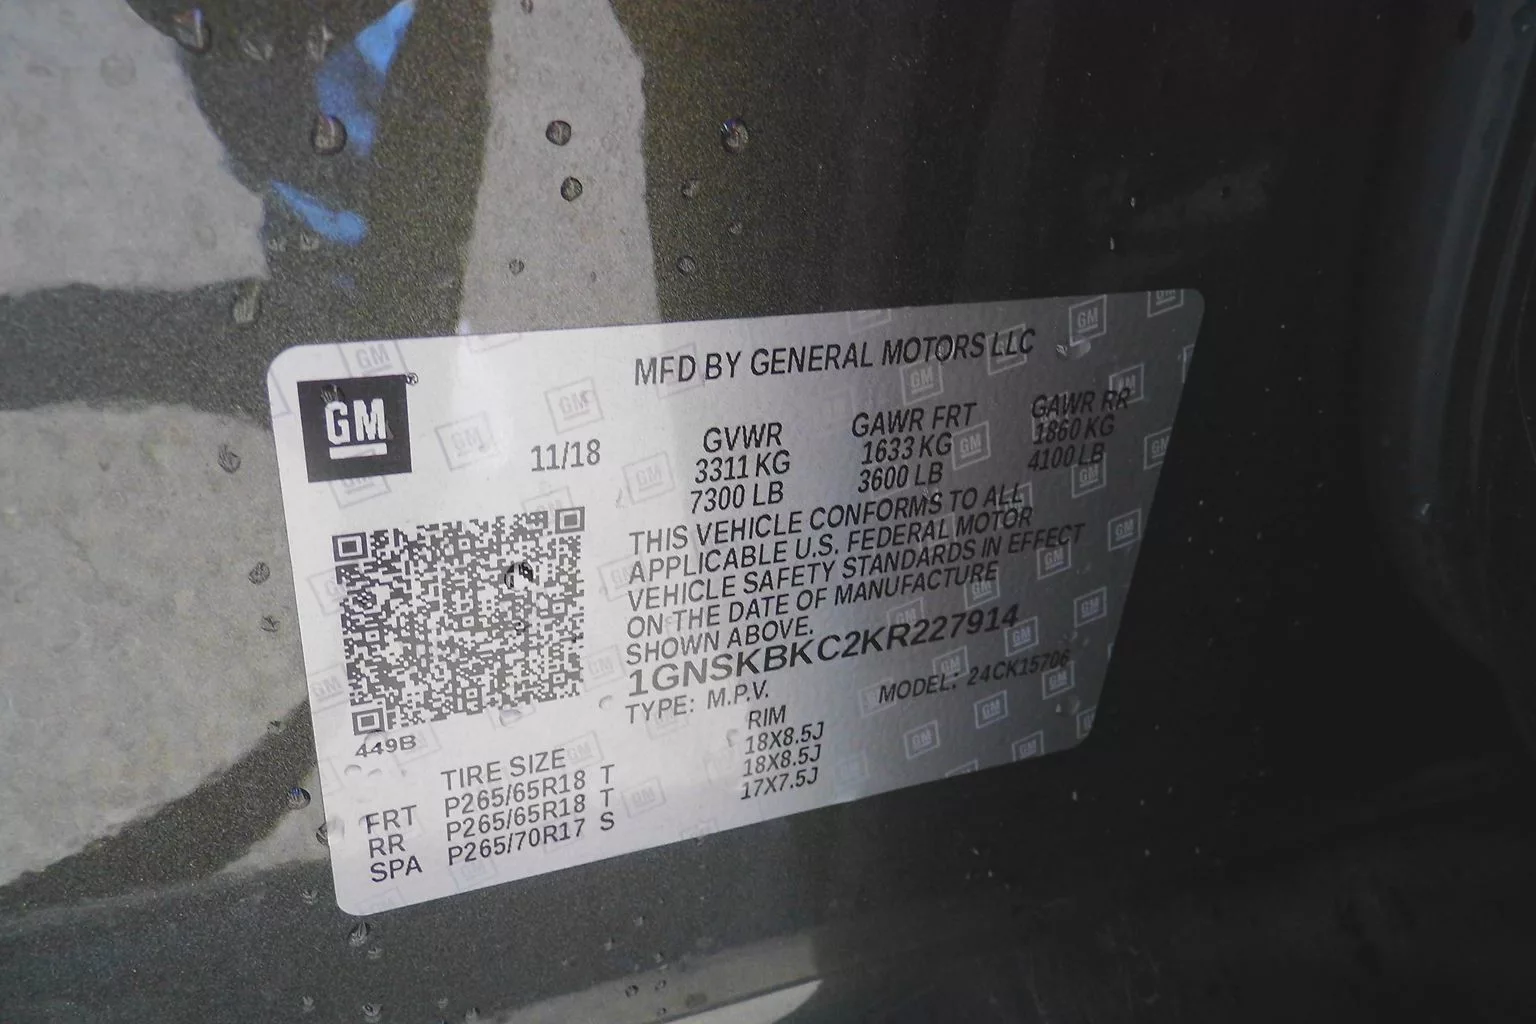 GM
MFD BY GENERAL MOTORS LLC
11/18
GVWR GAWR FRT GAWR RR
3311 KG 1633 KG 1860 KG
7300 LB 3600 LB 4100 LB
THIS VEHICLE CONFORMS TO ALL
APPLICABLE U.S. FEDERAL MOTOR
VEHICLE SAFETY STANDARDS IN EFFECT
ON THE DATE OF MANUFACTURE
SHOWN ABOVE.
1GNSKBKC2KR227914
TYPE: M.P.V. MODEL: 24CK15706
449B
TIRE SIZE RIM
FRT P265/65R18 T 18X8.5J
RR P265/65R18 T 18X8.5J
SPA P265/70R17 S 17X7.5J